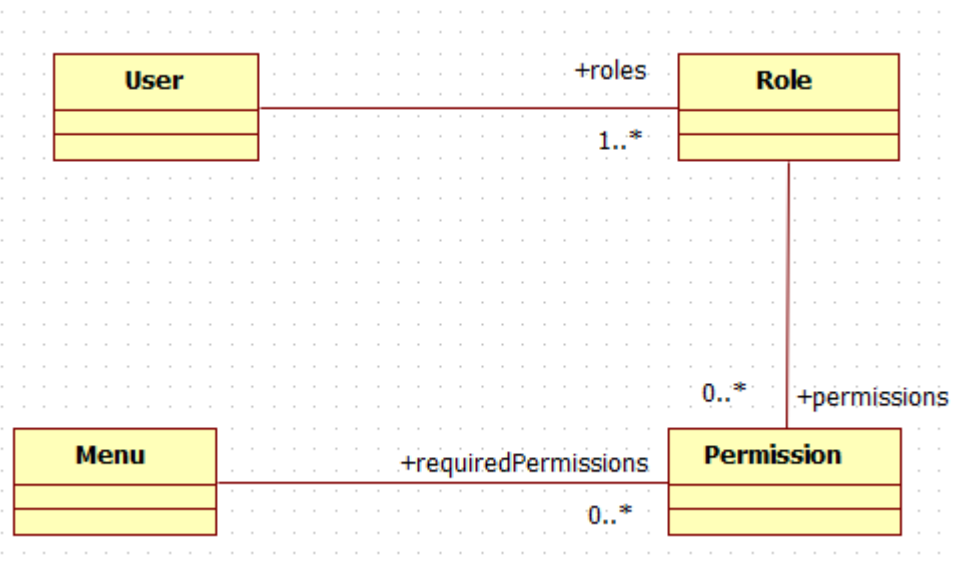 User
+roles
Role
1..*
0..*
+permissions
Menu
+requiredPermissions
Permission
0..*